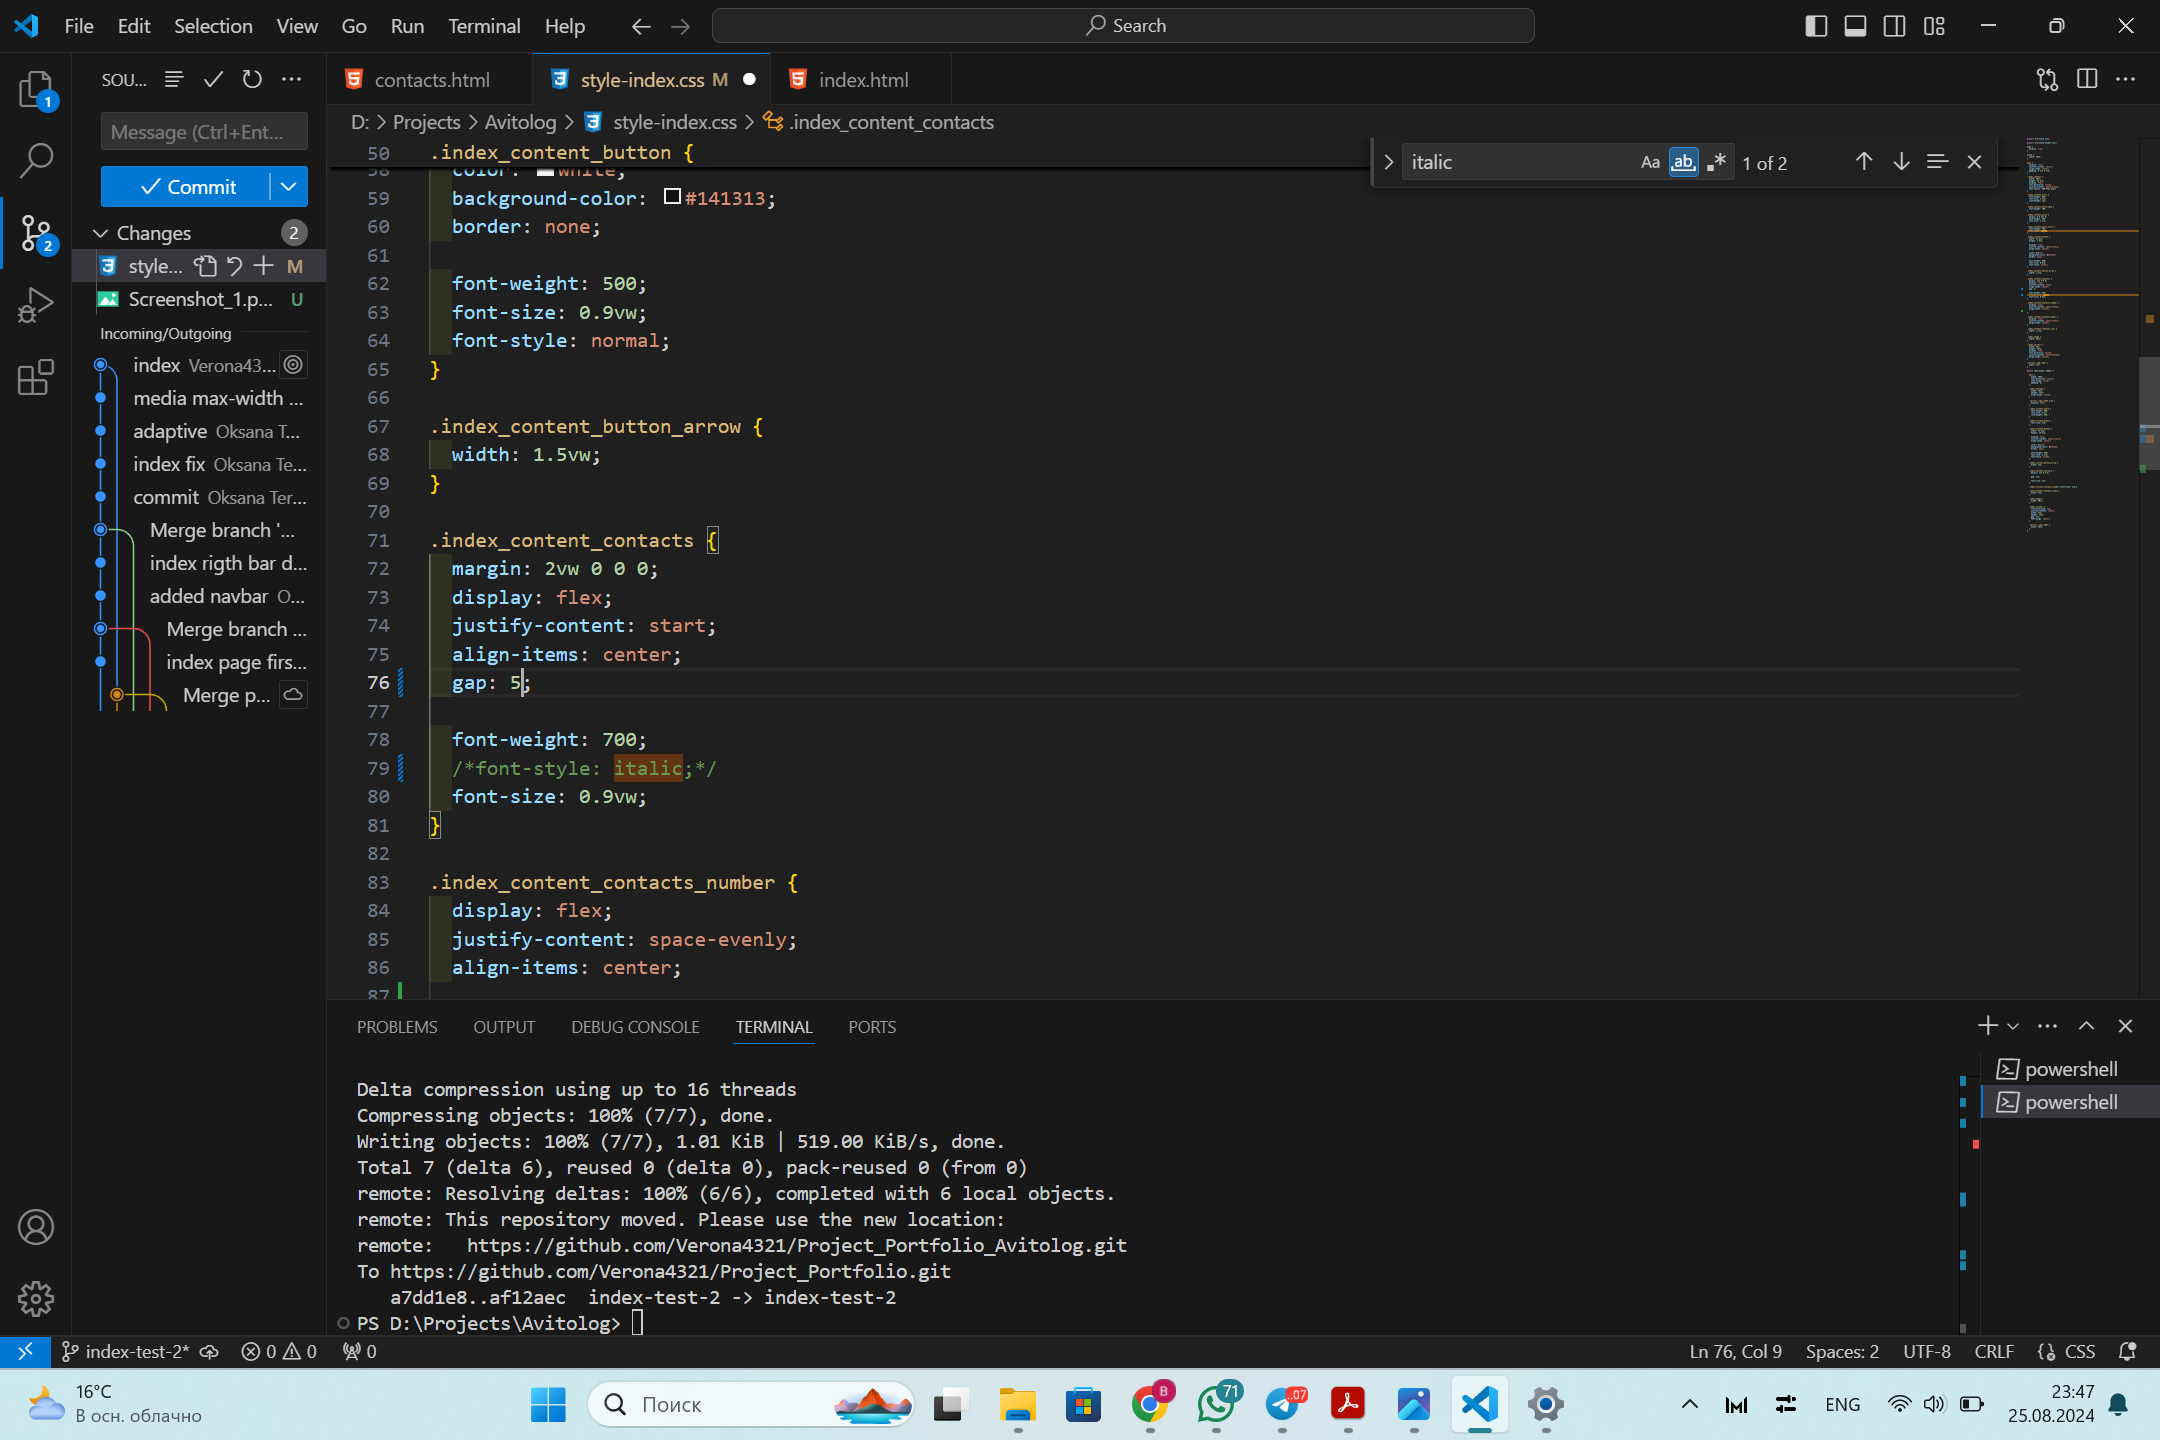 File Edit Selection View Go Run Terminal Help
Search
SOU...
contacts.html
style-index.css M
index.html
1
Message (Ctrl+Ent...
D: > Projects > Avitolog > style-index.css > .index_content_contacts
italic
Aa ab 1 of 2
Commit
Changes 2
style... M
Screenshot_1.p... U
Incoming/Outgoing
2
index Verona43...
media max-width ...
adaptive Oksana T...
index fix Oksana Te...
commit Oksana Ter...
Merge branch '...
index rigth bar d...
added navbar O...
Merge branch ...
index page firs...
Merge p...
50 .index_content_button {
58 color: white;
59 background-color: #141313;
60 border: none;
61
62 font-weight: 500;
63 font-size: 0.9vw;
64 font-style: normal;
65 }
66
67 .index_content_button_arrow {
68 width: 1.5vw;
69 }
70
71 .index_content_contacts {
72 margin: 2vw 0 0 0;
73 display: flex;
74 justify-content: start;
75 align-items: center;
76 gap: 5;
77
78 font-weight: 700;
79 /*font-style: italic;*/
80 font-size: 0.9vw;
81 }
82
83 .index_content_contacts_number {
84 display: flex;
85 justify-content: space-evenly;
86 align-items: center;
87
PROBLEMS OUTPUT DEBUG CONSOLE TERMINAL PORTS
Delta compression using up to 16 threads
Compressing objects: 100% (7/7), done.
Writing objects: 100% (7/7), 1.01 KiB | 519.00 KiB/s, done.
Total 7 (delta 6), reused 0 (delta 0), pack-reused 0 (from 0)
remote: Resolving deltas: 100% (6/6), completed with 6 local objects.
remote: This repository moved. Please use the new location:
remote:   https://github.com/Verona4321/Project_Portfolio_Avitolog.git
To https://github.com/Verona4321/Project_Portfolio.git
a7dd1e8..af12aec  index-test-2 -> index-test-2
PS D:\Projects\Avitolog>
powershell
powershell
index-test-2* 0 0 0
Ln 76, Col 9 Spaces: 2 UTF-8 CRLF CSS
16°C
В осн. облачно
Поиск
B
71
..07
ENG
23:47
25.08.2024